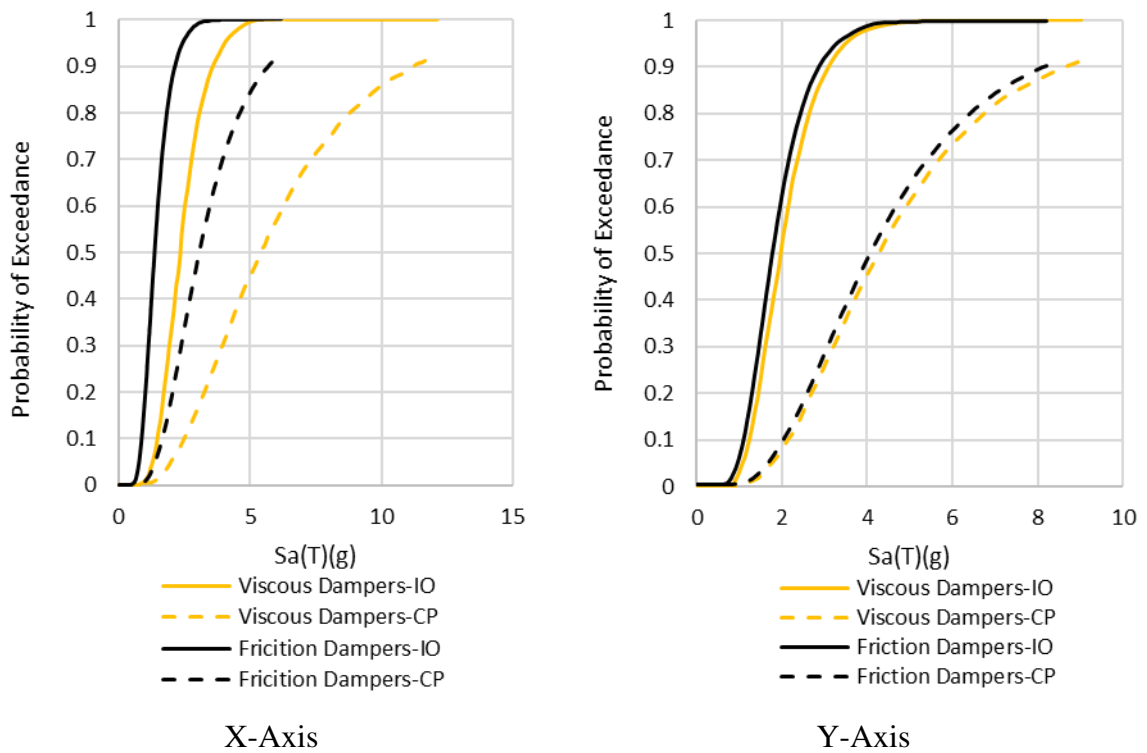 Probability of Exceedance
1
0.9
0.8
0.7
0.6
0.5
0.4
0.3
0.2
0.1
0
0 5 10 15
Sa(T)(g)
Viscous Dampers-IO
Viscous Dampers-CP
Fricition Dampers-IO
Fricition Dampers-CP
X-Axis
Probability of Exceedance
1
0.9
0.8
0.7
0.6
0.5
0.4
0.3
0.2
0.1
0
0 2 4 6 8 10
Sa(T)(g)
Viscous Dampers-IO
Viscous Dampers-CP
Friction Dampers-IO
Friction Dampers-CP
Y-Axis